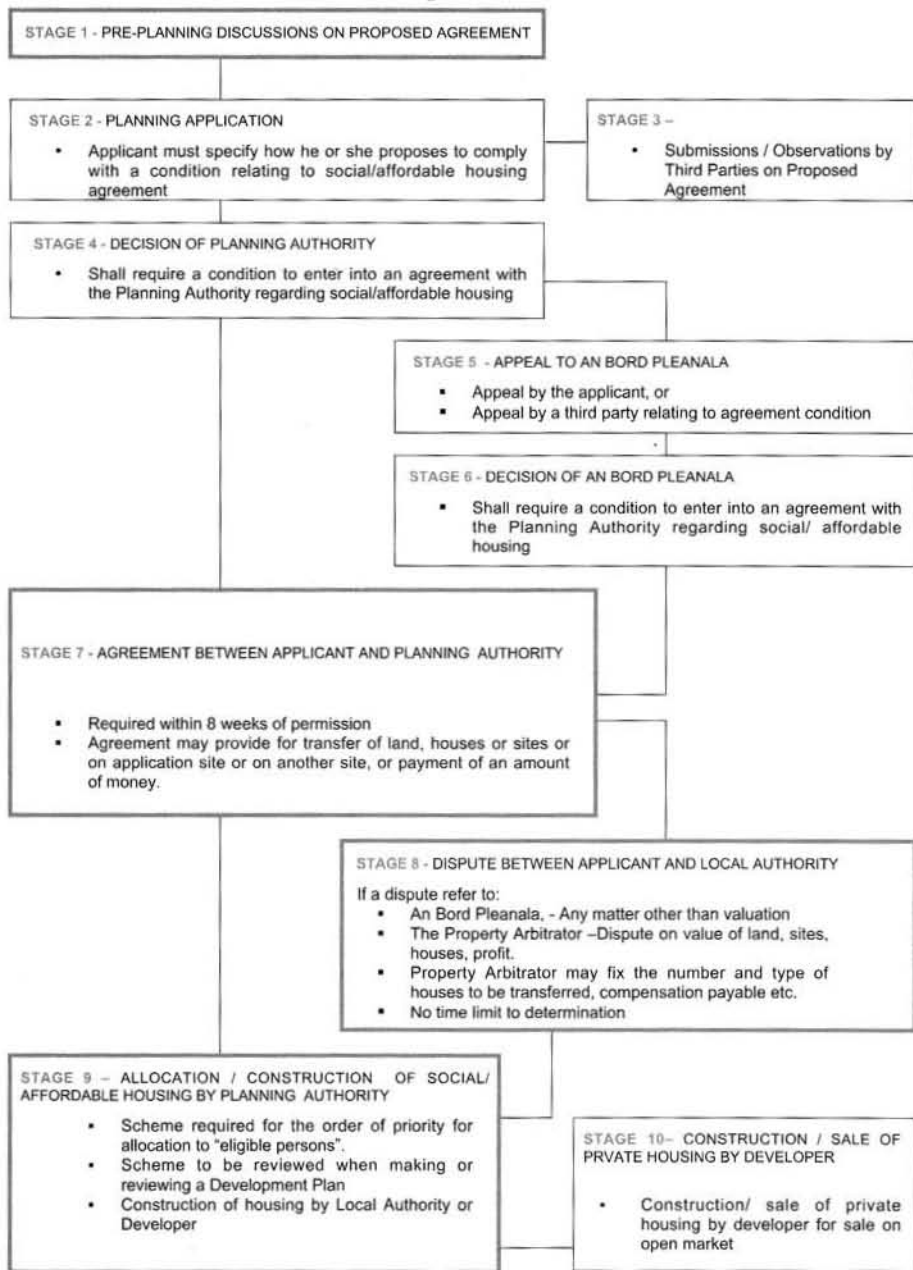 STAGE 1 - PRE-PLANNING DISCUSSIONS ON PROPOSED AGREEMENT
STAGE 2 - PLANNING APPLICATION
▪ Applicant must specify how he or she proposes to comply
with a condition relating to social/affordable housing
agreement
STAGE 3 –
▪ Submissions / Observations by
Third Parties on Proposed
Agreement
STAGE 4 - DECISION OF PLANNING AUTHORITY
▪ Shall require a condition to enter into an agreement with
the Planning Authority regarding social/affordable housing
STAGE 5 - APPEAL TO AN BORD PLEANALA
▪ Appeal by the applicant, or
▪ Appeal by a third party relating to agreement condition
STAGE 6 - DECISION OF AN BORD PLEANALA
▪ Shall require a condition to enter into an agreement with
the Planning Authority regarding social/ affordable
housing
STAGE 7 - AGREEMENT BETWEEN APPLICANT AND PLANNING AUTHORITY
▪ Required within 8 weeks of permission
▪ Agreement may provide for transfer of land, houses or sites or
on application site or on another site, or payment of an amount
of money.
STAGE 8 - DISPUTE BETWEEN APPLICANT AND LOCAL AUTHORITY
If a dispute refer to:
▪ An Bord Pleanala, - Any matter other than valuation
▪ The Property Arbitrator –Dispute on value of land, sites,
houses, profit.
▪ Property Arbitrator may fix the number and type of
houses to be transferred, compensation payable etc.
▪ No time limit to determination
STAGE 9 – ALLOCATION / CONSTRUCTION OF SOCIAL/
AFFORDABLE HOUSING BY PLANNING AUTHORITY
▪ Scheme required for the order of priority for
allocation to "eligible persons".
▪ Scheme to be reviewed when making or
reviewing a Development Plan
▪ Construction of housing by Local Authority or
Developer
STAGE 10– CONSTRUCTION / SALE OF
PRVATE HOUSING BY DEVELOPER
▪ Construction/ sale of private
housing by developer for sale on
open market